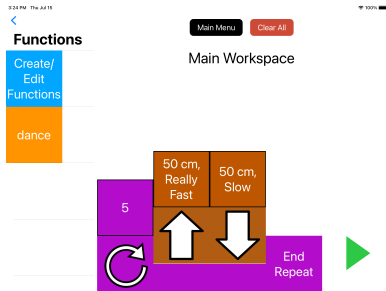 3:24 PM Thu Jul 15
100%
Main Menu
Clear All
Functions
Main Workspace
Create/
Edit
Functions
dance
5
50 cm,
Really
Fast
50 cm,
Slow
End
Repeat